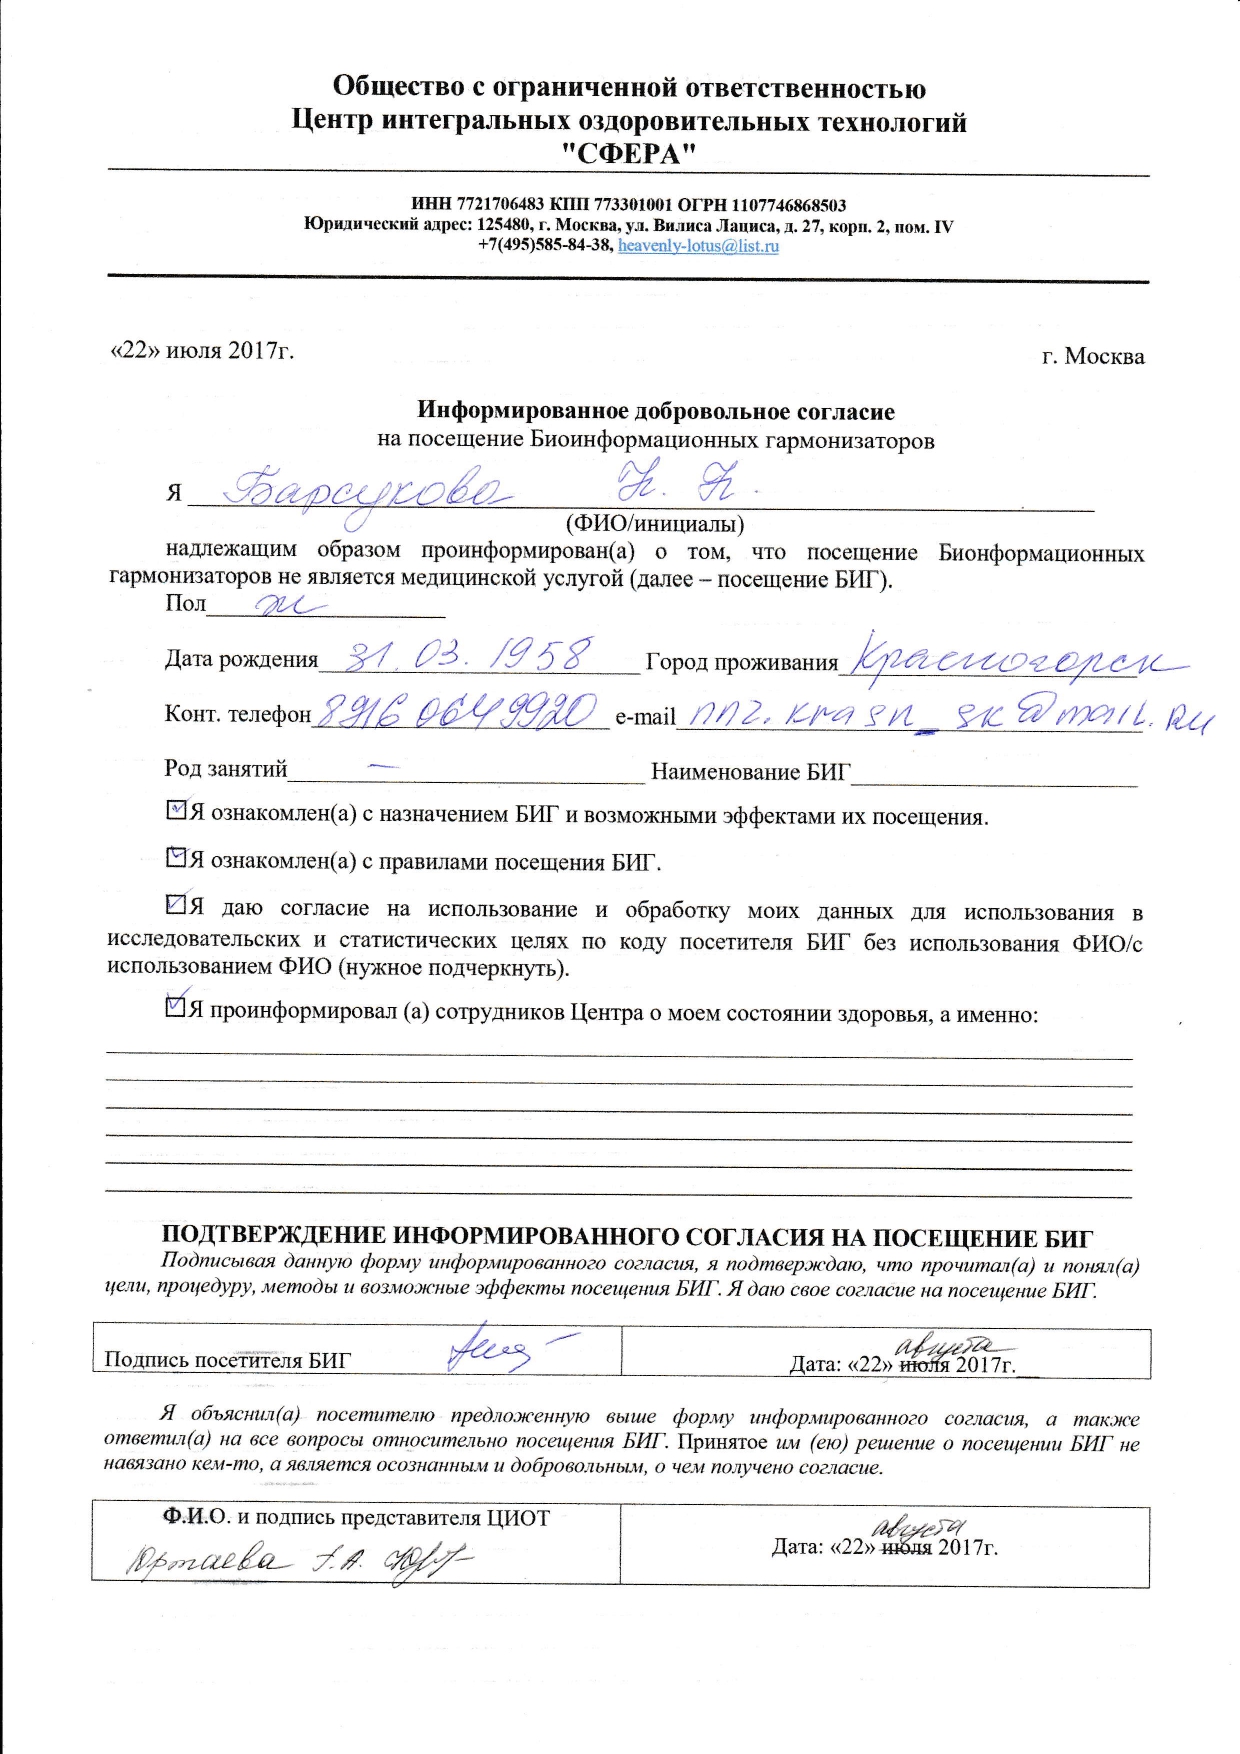 Общество с ограниченной ответственностью
Центр интегральных оздоровительных технологий
"СФЕРА"
ИНН 7721706483 КПП 773301001 ОГРН 1107746868503
Юридический адрес: 125480, г. Москва, ул. Вилиса Лациса, д. 27, корп. 2, пом. IV
+7(495)585-84-38, heavenly-lotus@list.ru
«22» июля 2017г. г. Москва
Информированное добровольное согласие
на посещение Биоинформационных гармонизаторов
Я Барсукова Н. Н.
(ФИО/инициалы)
надлежащим образом проинформирован(а) о том, что посещение Бионформационных
гармонизаторов не является медицинской услугой (далее – посещение БИГ).
Пол ж
Дата рождения 31.03.1958 Город проживания Красногорск
Конт. телефон 89160649920 e-mail
Род занятий — Наименование БИГ
Я ознакомлен(а) с назначением БИГ и возможными эффектами их посещения.
Я ознакомлен(а) с правилами посещения БИГ.
Я даю согласие на использование и обработку моих данных для использования в
исследовательских и статистических целях по коду посетителя БИГ без использования ФИО/с
использованием ФИО (нужное подчеркнуть).
Я проинформировал (а) сотрудников Центра о моем состоянии здоровья, а именно:
ПОДТВЕРЖДЕНИЕ ИНФОРМИРОВАННОГО СОГЛАСИЯ НА ПОСЕЩЕНИЕ БИГ
Подписывая данную форму информированного согласия, я подтверждаю, что прочитал(а) и понял(а)
цели, процедуру, методы и возможные эффекты посещения БИГ. Я даю свое согласие на посещение БИГ.
августа
Подпись посетителя БИГ Дата: «22» июля 2017г.
Я объяснил(а) посетителю предложенную выше форму информированного согласия, а также
ответил(а) на все вопросы относительно посещения БИГ. Принятое им (ею) решение о посещении БИГ не
навязано кем-то, а является осознанным и добровольным, о чем получено согласие.
Ф.И.О. и подпись представителя ЦИОТ
августа
Дата: «22» июля 2017г.
Юртаева Г.А.